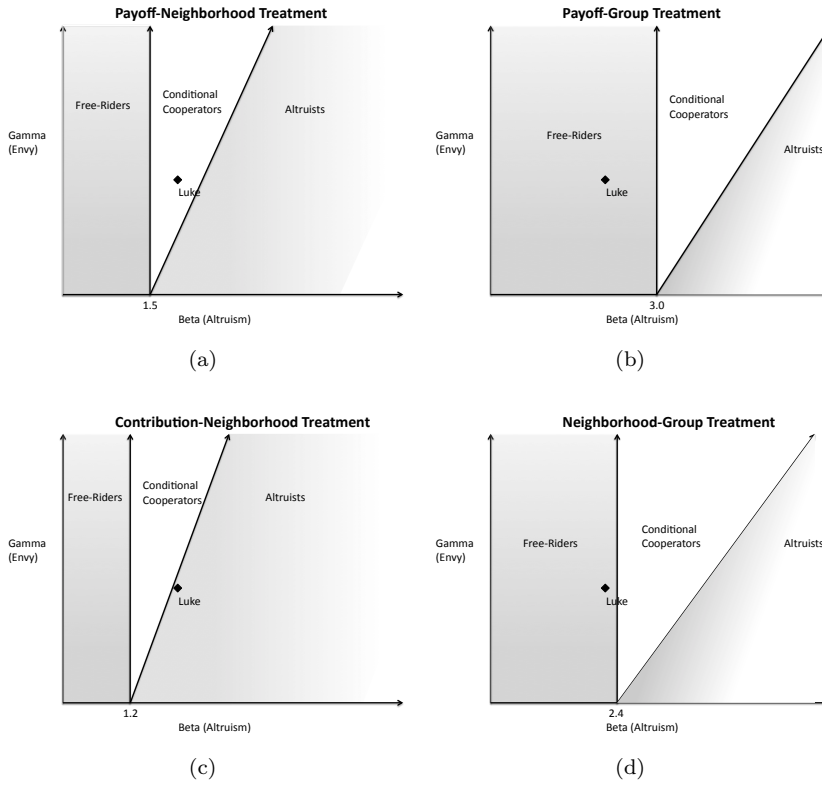 Payoff-Neighborhood Treatment
Free-Riders
Conditional
Cooperators
Altruists
Gamma
(Envy)
Luke
1.5
Beta (Altruism)
(a)
Payoff-Group Treatment
Conditional
Cooperators
Free-Riders
Gamma
(Envy)
Altruists
Luke
3.0
Beta (Altruism)
(b)
Contribution-Neighborhood Treatment
Free-Riders
Conditional
Cooperators
Altruists
Gamma
(Envy)
Luke
1.2
Beta (Altruism)
(c)
Neighborhood-Group Treatment
Conditional
Cooperators
Free-Riders
Gamma
(Envy)
Altruists
Luke
2.4
Beta (Altruism)
(d)